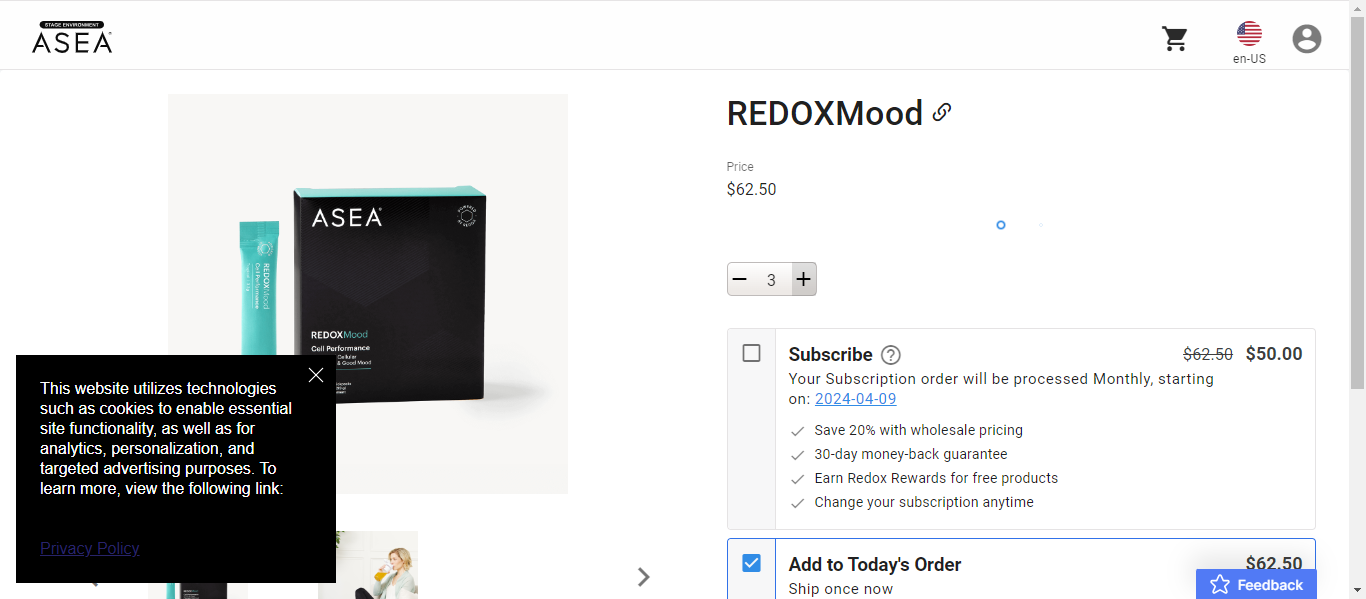 STAGE ENVIRONMENT
ASEA
en-US
REDOXMood
Price
$62.50
3
ASEA
REDOXMood
Cell Performance
REDOXMood
Cell Performance
Cellular
& Good Mood
Subscribe
$62.50 $50.00
Your Subscription order will be processed Monthly, starting
on: 2024-04-09
Save 20% with wholesale pricing
30-day money-back guarantee
Earn Redox Rewards for free products
Change your subscription anytime
Add to Today's Order
$62.50
Ship once now
This website utilizes technologies
such as cookies to enable essential
site functionality, as well as for
analytics, personalization, and
targeted advertising purposes. To
learn more, view the following link:
Privacy Policy
Feedback